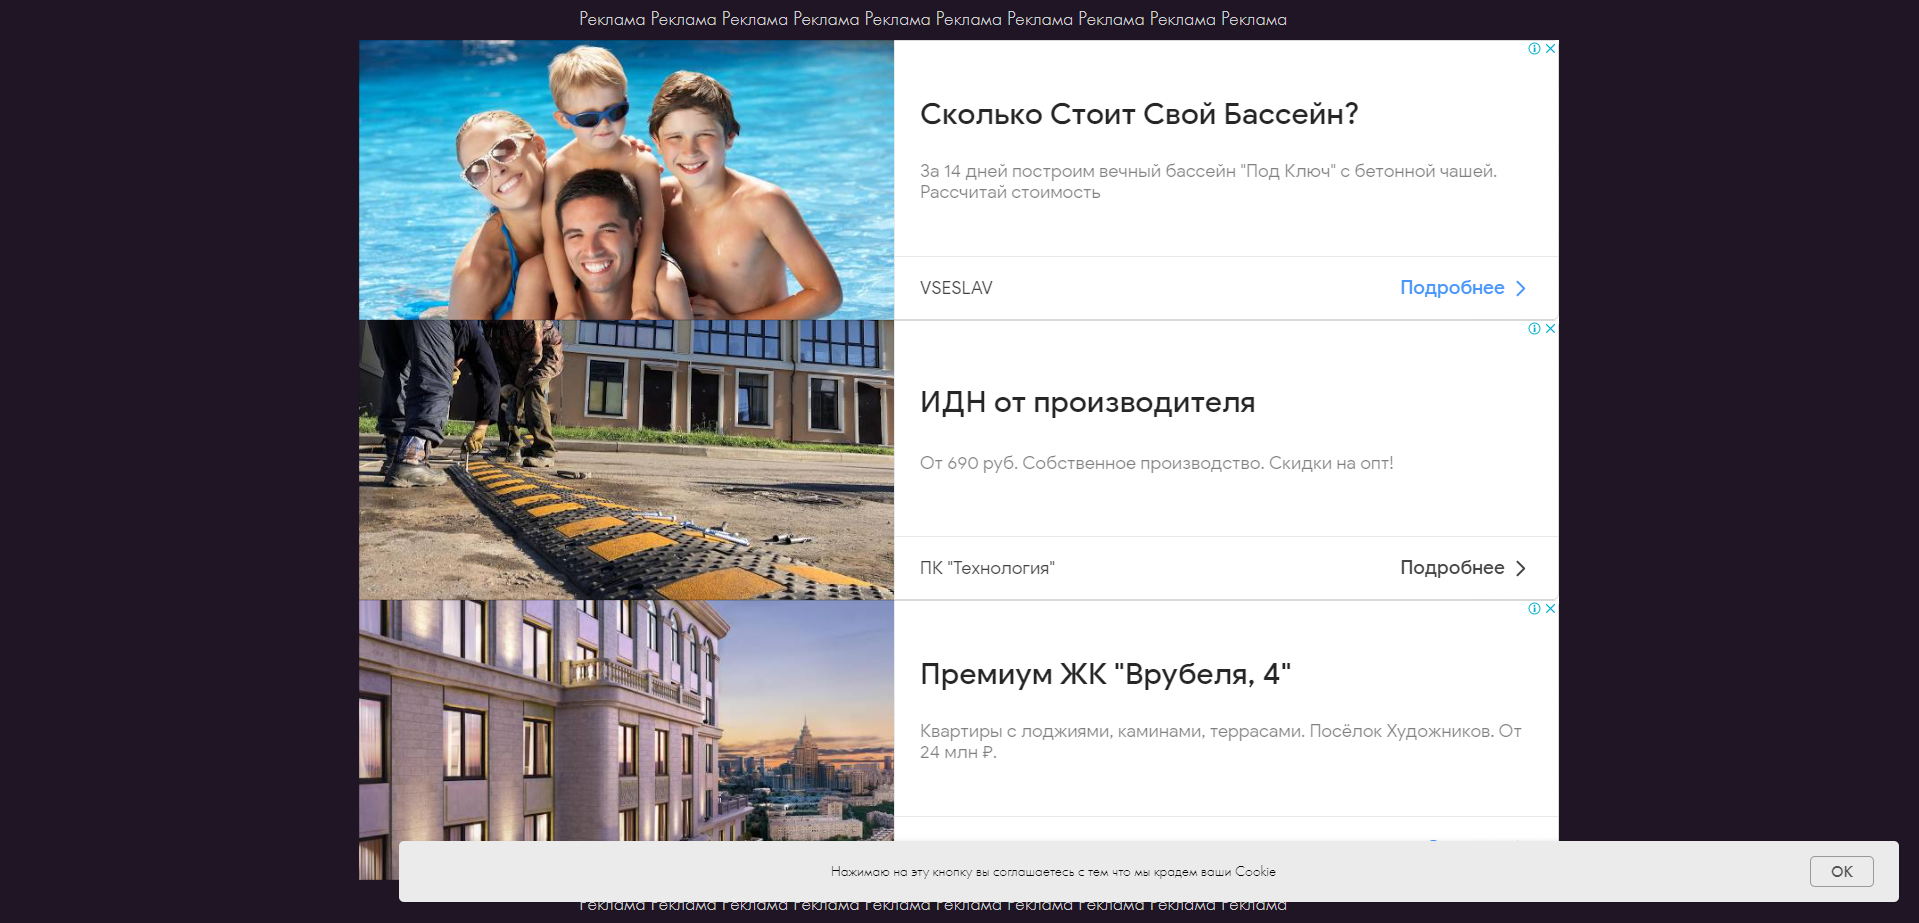 Реклама Реклама Реклама Реклама Реклама Реклама Реклама Реклама Реклама Реклама
Сколько Стоит Свой Бассейн?
За 14 дней построим вечный бассейн "Под Ключ" с бетонной чашей.
Рассчитай стоимость
VSESLAV
Подробнее
ИДН от производителя
От 690 руб. Собственное производство. Скидки на опт!
ПК "Технология"
Подробнее
Премиум ЖК "Врубеля, 4"
Квартиры с лоджиями, каминами, террасами. Посёлок Художников. От
24 млн ₽.
Нажимаю на эту кнопку вы соглашаетесь с тем что мы крадем ваши Cookie
OK
Реклама Реклама Реклама Реклама Реклама Реклама Реклама Реклама Реклама Реклама